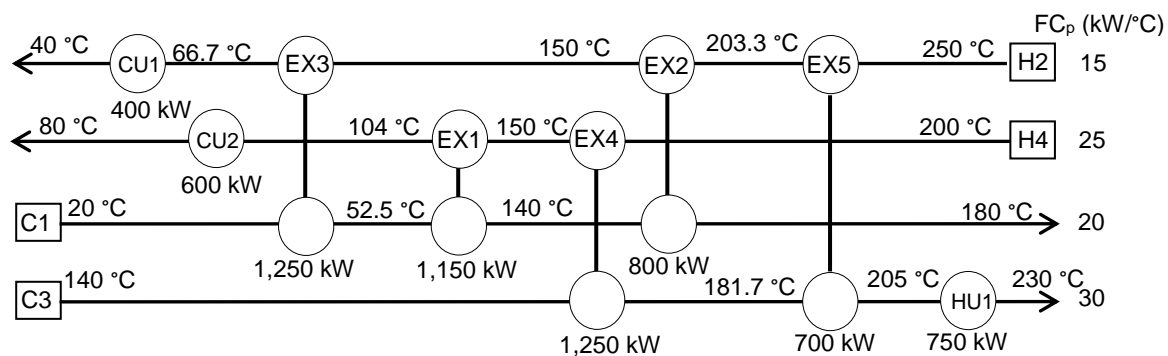 FCₚ (kW/°C)
40 °C CU1 66.7 °C EX3 150 °C EX2 203.3 °C EX5 250 °C H2 15
400 kW
80 °C CU2 104 °C EX1 150 °C EX4 200 °C H4 25
600 kW
C1 20 °C 52.5 °C 140 °C 180 °C 20
1,250 kW 1,150 kW 800 kW
C3 140 °C 181.7 °C 205 °C HU1 230 °C 30
1,250 kW 700 kW 750 kW